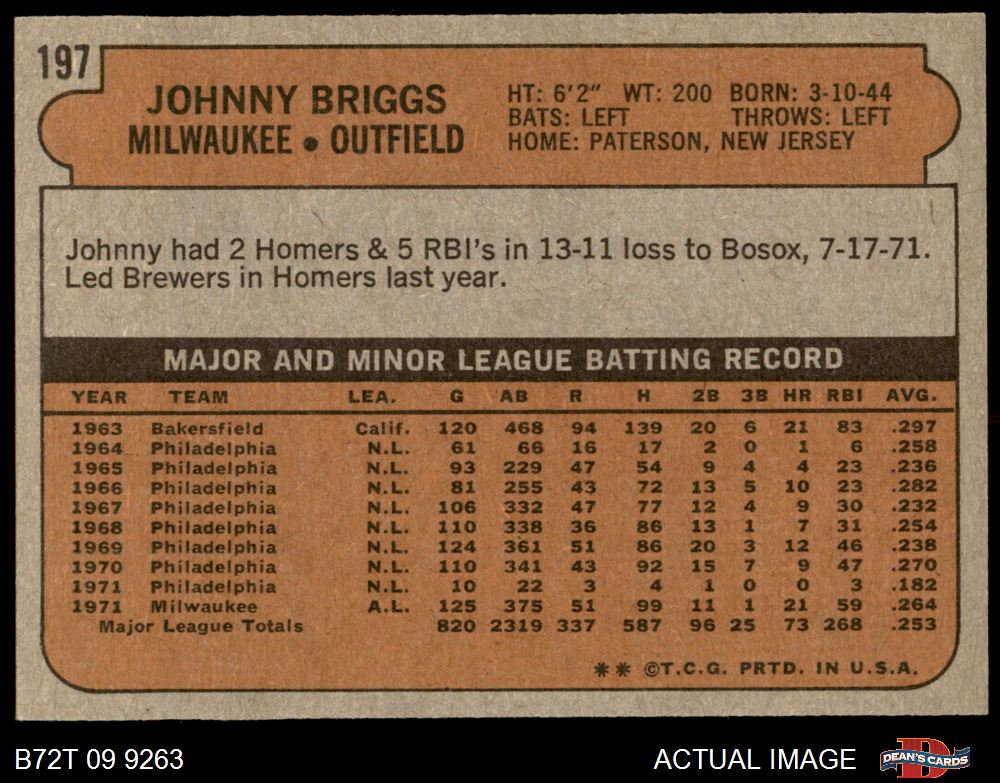 197
JOHNNY BRIGGS
MILWAUKEE • OUTFIELD
HT: 6'2" WT: 200 BORN: 3-10-44
BATS: LEFT THROWS: LEFT
HOME: PATERSON, NEW JERSEY
Johnny had 2 Homers & 5 RBI's in 13-11 loss to Bosox, 7-17-71.
Led Brewers in Homers last year.
MAJOR AND MINOR LEAGUE BATTING RECORD
YEAR TEAM LEA. G AB R H 2B 3B HR RBI AVG.
1963 Bakersfield Calif. 120 468 94 139 20 6 21 83 .297
1964 Philadelphia N.L. 61 66 16 17 2 0 1 6 .258
1965 Philadelphia N.L. 93 229 47 54 9 4 4 23 .236
1966 Philadelphia N.L. 81 255 43 72 13 5 10 23 .282
1967 Philadelphia N.L. 106 332 47 77 12 4 9 30 .232
1968 Philadelphia N.L. 110 338 36 86 13 1 7 31 .254
1969 Philadelphia N.L. 124 361 51 86 20 3 12 46 .238
1970 Philadelphia N.L. 110 341 43 92 15 7 9 47 .270
1971 Philadelphia N.L. 10 22 3 4 1 0 0 3 .182
1971 Milwaukee A.L. 125 375 51 99 11 1 21 59 .264
Major League Totals 820 2319 337 587 96 25 73 268 .253
** ©T.C.G. PRTD. IN U.S.A.
B72T 09 9263
ACTUAL IMAGE
DEAN'S CARDS